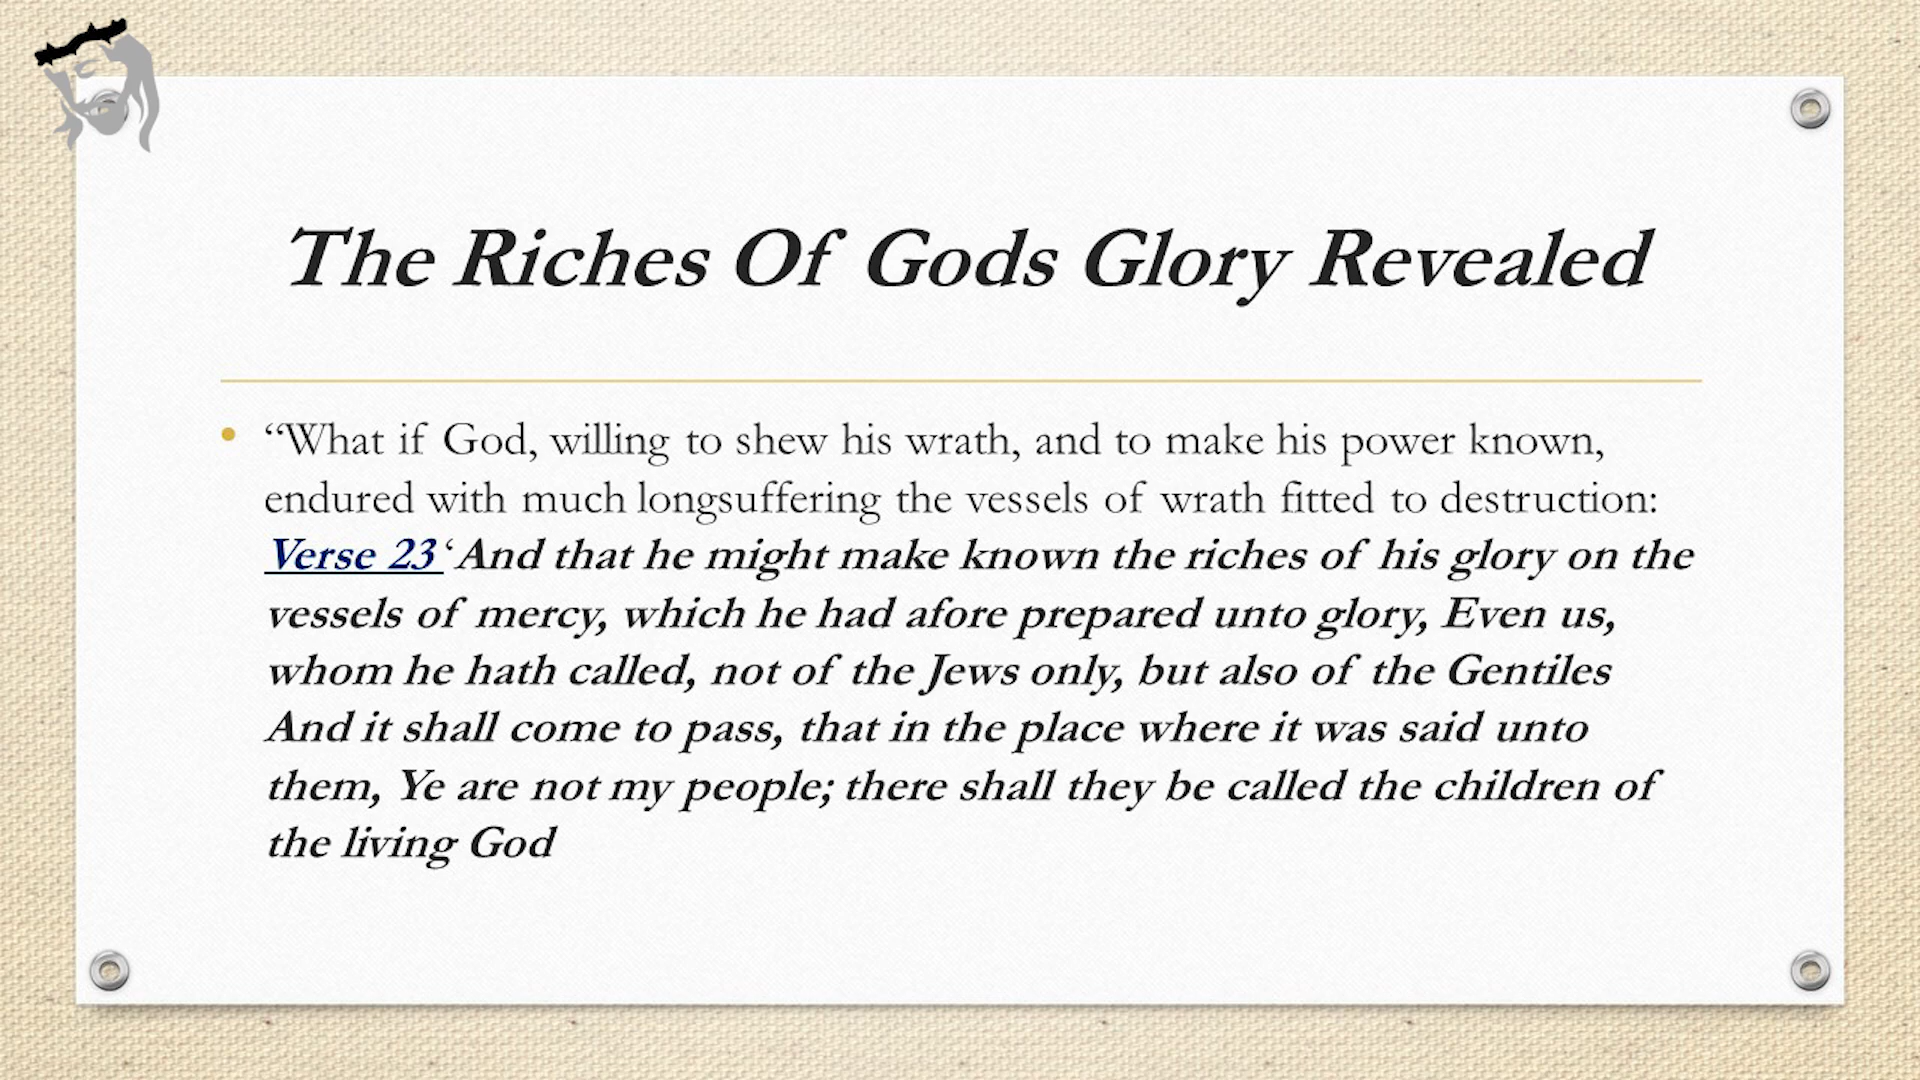 The Riches Of Gods Glory Revealed
• “What if God, willing to shew his wrath, and to make his power known,
endured with much longsuffering the vessels of wrath fitted to destruction:
Verse 23‘And that he might make known the riches of his glory on the
vessels of mercy, which he had afore prepared unto glory, Even us,
whom he hath called, not of the Jews only, but also of the Gentiles
And it shall come to pass, that in the place where it was said unto
them, Ye are not my people; there shall they be called the children of
the living God